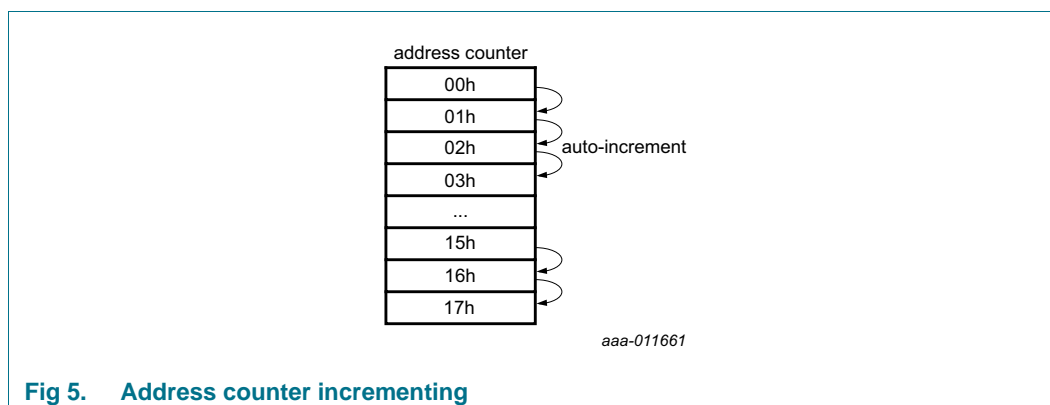 address counter
00h
01h
02h
auto-increment
03h
...
15h
16h
17h
aaa-011661
Fig 5. Address counter incrementing